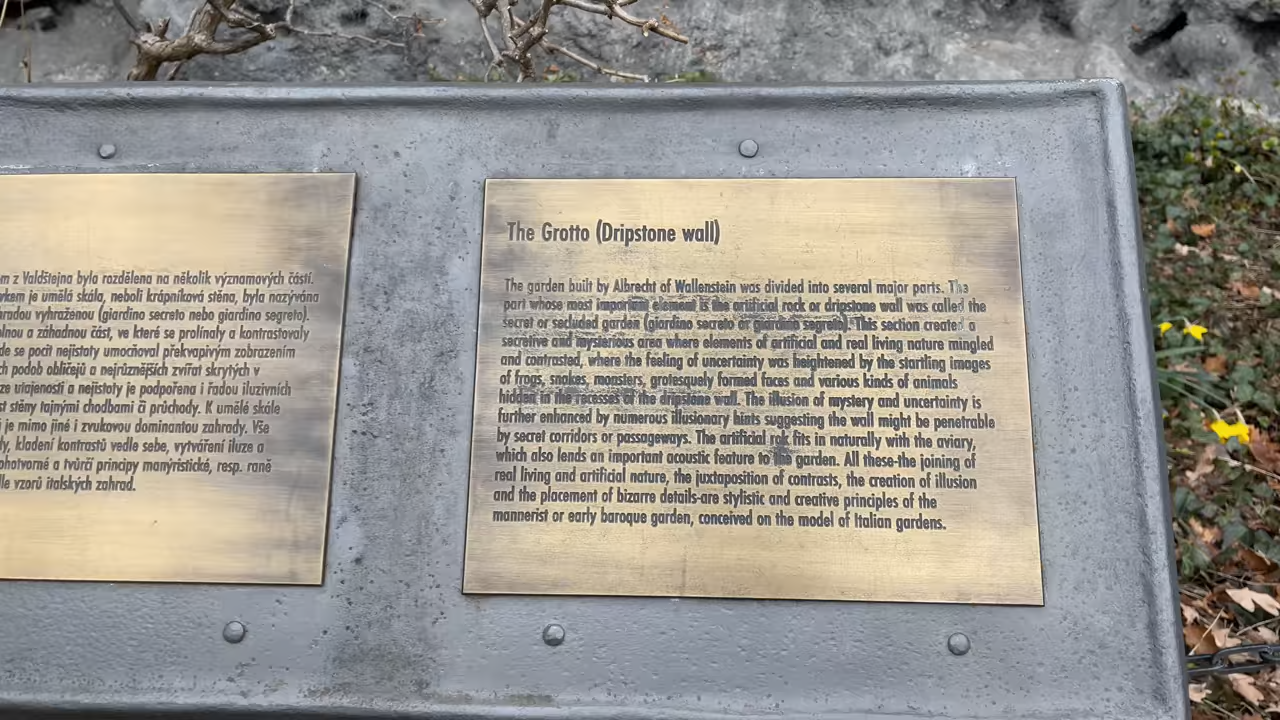 m z Valdštejna byla rozdělena na několik významových částí.
vkem je umělá skála, neboli krápníková stěna, byla nazývána
hradou vyhraženou (giardino secreto nebo giardino segreto).
olnou a záhadnou část, ve které se prolínaly a kontrastovaly
de se pocit nejistoty umocňoval překvapivým zobrazením
ch podob obličejů a nejrůznějších zvířat skrytých v
ze utajenosti a nejistoty je podpořena i řadou iluzivních
st stěny tajnými chodbami či průchody. K umělé skále
i je mimo jiné i zvukovou dominantou zahrady. Vše
dy, kladení kontrastů vedle sebe, vytváření iluze a
ohotvorné a tvůrčí principy manýristické, resp. raně
lle vzorů italských zahrad.
The Grotto (Dripstone wall)
The garden built by Albrecht of Wallenstein was divided into several major parts. The
part whose most important element is the artificial rock or dripstone wall was called the
secret or secluded garden (giardino secreto or giardino segreto). This section created a
secretive and mysterious area where elements of artificial and real living nature mingled
and contrasted, where the feeling of uncertainty was heightened by the startling images
of frogs, snakes, monsters, grotesquely formed faces and various kinds of animals
hidden in the recesses of the dripstone wall. The illusion of mystery and uncertainty is
further enhanced by numerous illusionary hints suggesting the wall might be penetrable
by secret corridors or passageways. The artificial rok fits in naturally with the aviary,
which also lends an important acoustic feature to the garden. All these-the joining of
real living and artificial nature, the juxtaposition of contrasts, the creation of illusion
and the placement of bizarre details-are stylistic and creative principles of the
mannerist or early baroque garden, conceived on the model of Italian gardens.